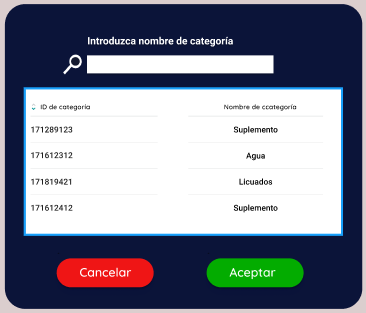 Introduzca nombre de categoría
ID de categoría Nombre de ccategoría
171289123 Suplemento
171612312 Agua
171819421 Licuados
171612412 Suplemento
Cancelar Aceptar